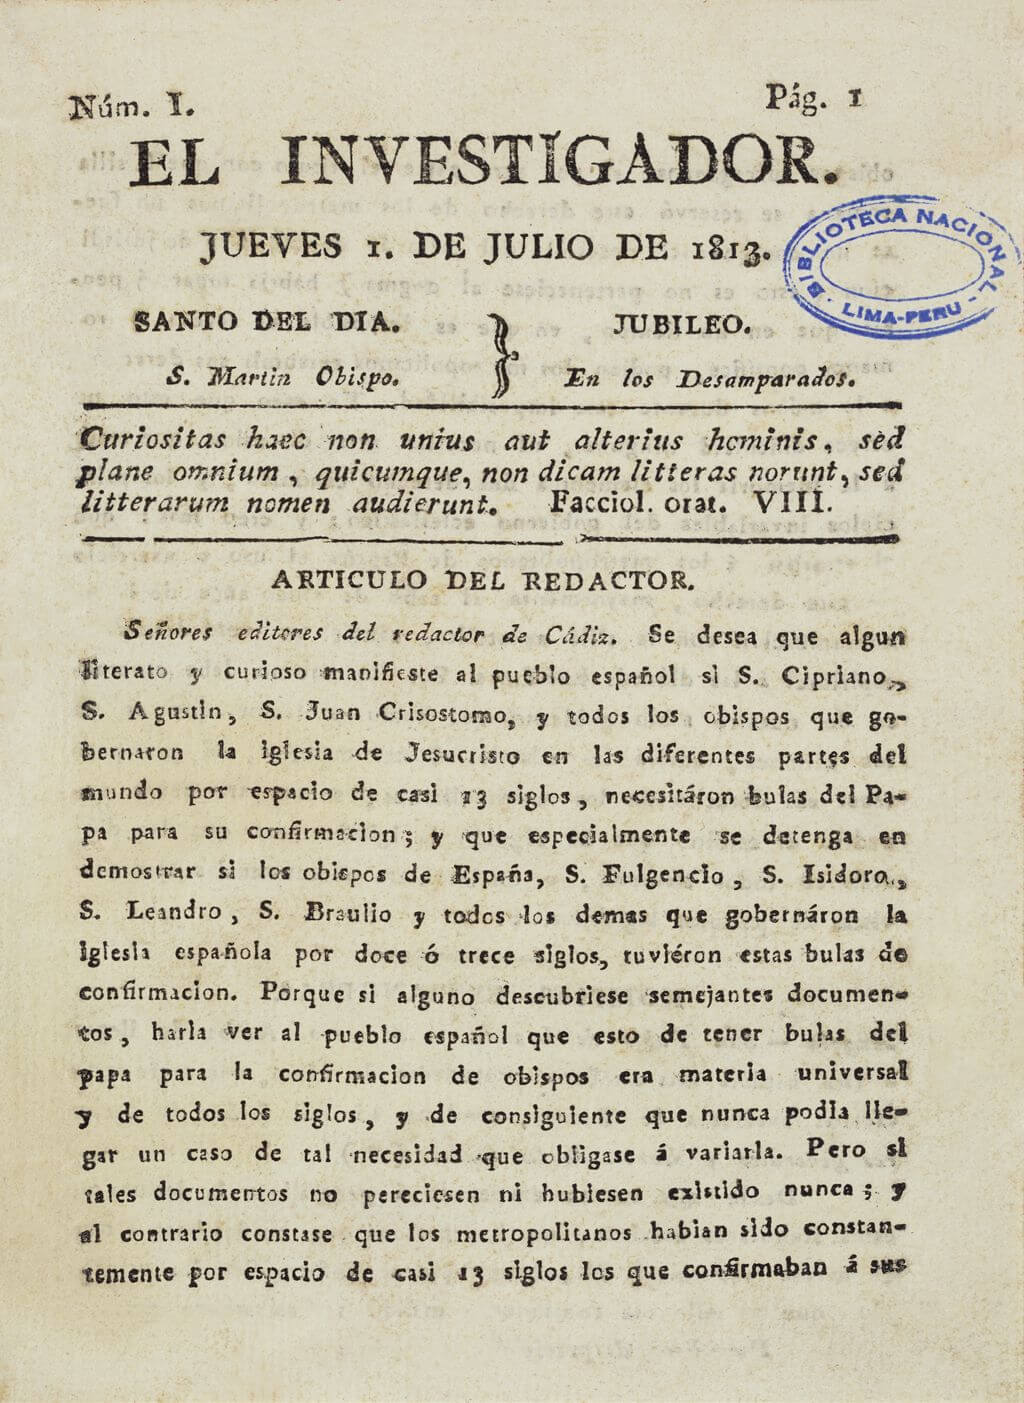 Núm. I.
Pág. 1
EL INVESTIGADOR.
JUEVES 1. DE JULIO DE 1813.
BIBLIOTECA NACIONAL
· LIMA-PERU ·
SANTO DEL DIA.
JUBILEO.
S. Martin Obispo.
En los Desamparados.
Curiositas haec non unius aut alterius hominis, sed
plane omnium, quicumque, non dicam litteras norunt, sed
litterarum nomen audierunt. Facciol. orat. VIII.
ARTICULO DEL REDACTOR.
Señores editores del redactor de Cádiz. Se desea que algun
literato y curioso manifieste al pueblo español si S. Cipriano,
S. Agustin, S. Juan Crisostomo, y todos los obispos que go-
bernaron la iglesia de Jesucristo en las diferentes partes del
mundo por espacio de casi 13 siglos, necesitáron bulas del Pa-
pa para su confirmacion; y que especialmente se detenga en
demostrar si los obispos de España, S. Fulgencio, S. Isidoro,
S. Leandro, S. Braulio y todos los demas que gobernáron la
iglesia española por doce ó trece siglos, tuviéron estas bulas de
confirmacion. Porque si alguno descubriese semejantes documen-
tos, haria ver al pueblo español que esto de tener bulas del
papa para la confirmacion de obispos era materia universal
y de todos los siglos, y de consiguiente que nunca podia lle-
gar un caso de tal necesidad que obligase á variarla. Pero si
tales documentos no pereciesen ni hubiesen existido nunca; y
al contrario constase que los metropolitanos habian sido constan-
temente por espacio de casi 13 siglos los que confirmaban á sus